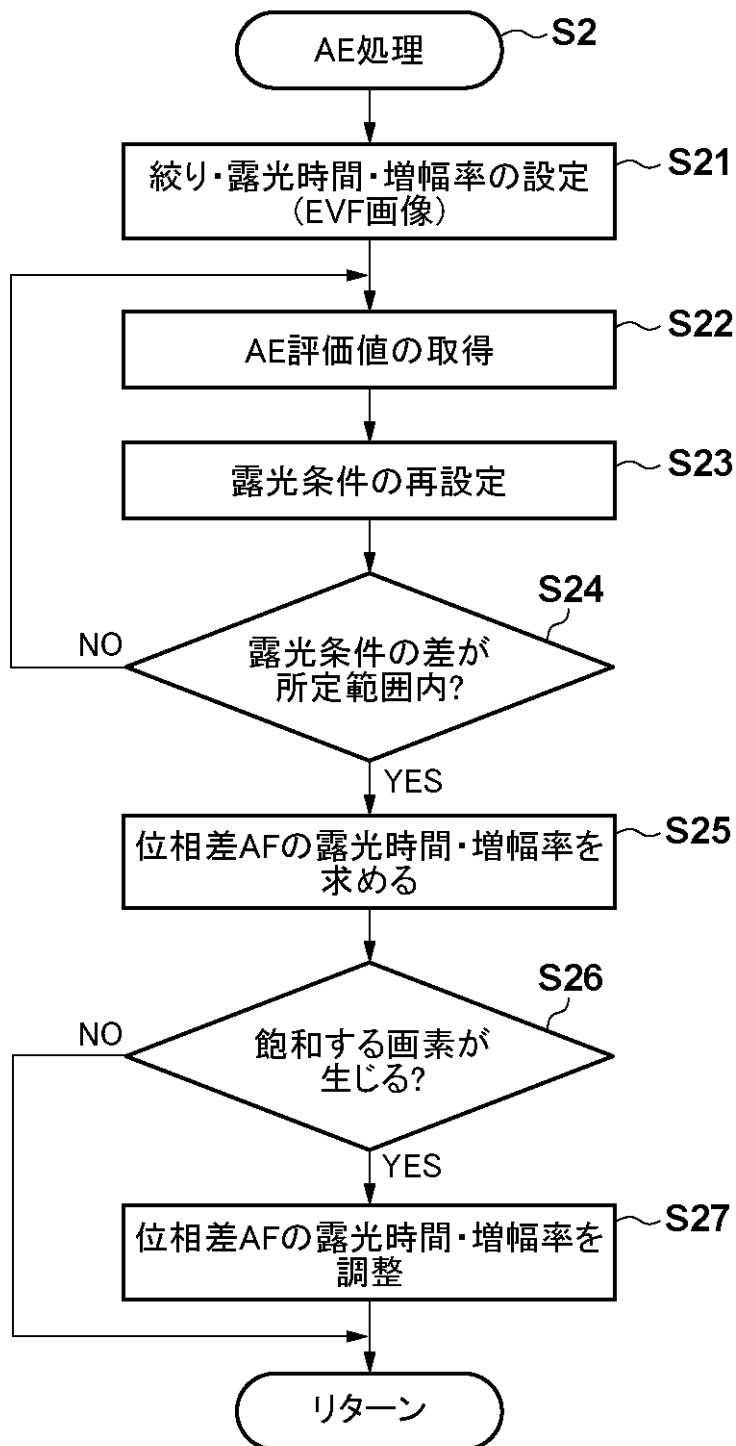 AE処理
S2
絞り・露光時間・増幅率の設定
(EVF画像)
S21
AE評価値の取得
S22
露光条件の再設定
S23
S24
露光条件の差が
所定範囲内?
NO
YES
位相差AFの露光時間・増幅率を
求める
S25
S26
飽和する画素が
生じる?
NO
YES
位相差AFの露光時間・増幅率を
調整
S27
リターン